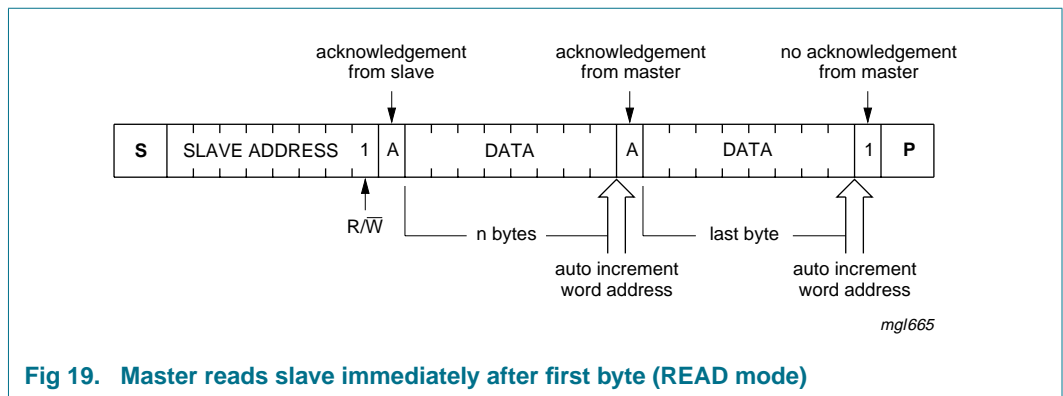 acknowledgement from slave
acknowledgement from master
no acknowledgement from master
S SLAVE ADDRESS 1 A DATA A DATA 1 P
R/W̅
n bytes
last byte
auto increment word address
auto increment word address
mgl665
Fig 19. Master reads slave immediately after first byte (READ mode)